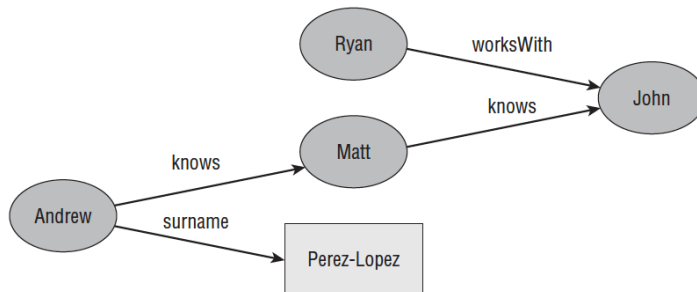 Ryan
worksWith
John
knows
Matt
knows
Andrew
surname
Perez-Lopez